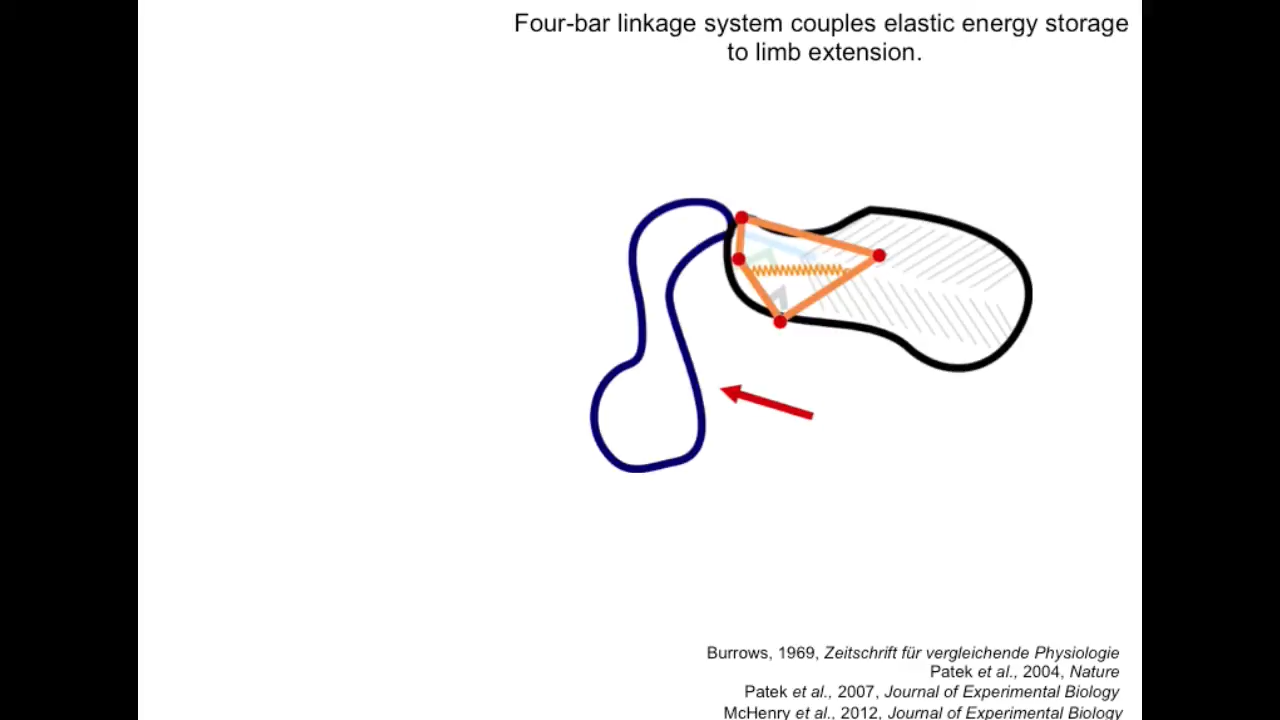 Four-bar linkage system couples elastic energy storage
to limb extension.
Burrows, 1969, Zeitschrift für vergleichende Physiologie
Patek et al., 2004, Nature
Patek et al., 2007, Journal of Experimental Biology
McHenry et al., 2012, Journal of Experimental Biology